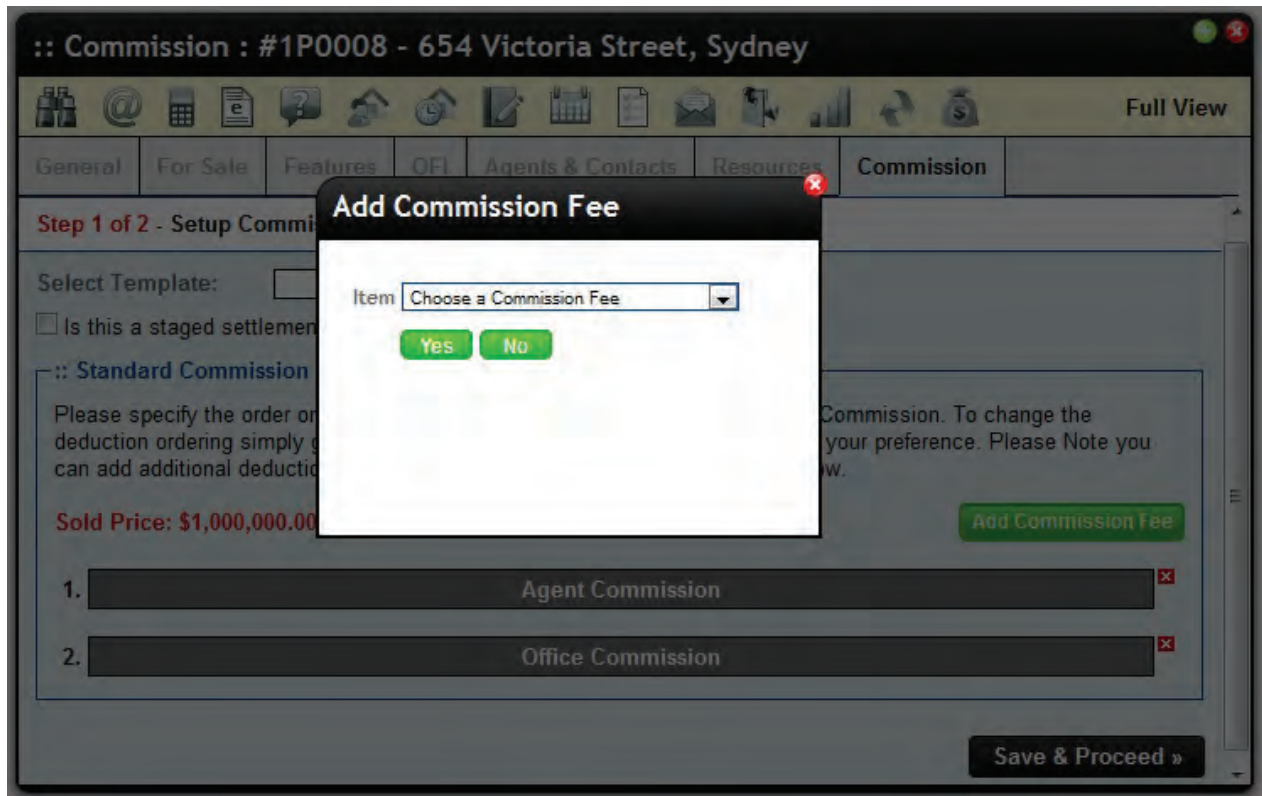 :: Commission : #1P0008 - 654 Victoria Street, Sydney
Full View
General For Sale Features OFI Agents & Contacts Resources Commission
Step 1 of 2 - Setup Commi
Add Commission Fee
Select Template:
Item Choose a Commission Fee
Is this a staged settlemen
Yes No
:: Standard Commission
Please specify the order or Commission. To change the
deduction ordering simply g your preference. Please Note you
can add additional deductio w.
Sold Price: $1,000,000.00
Add Commission Fee
1. Agent Commission
2. Office Commission
Save & Proceed »